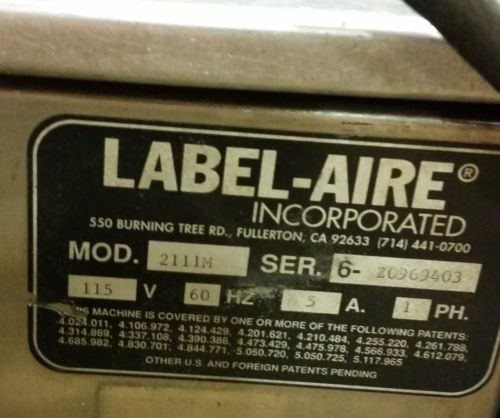 LABEL-AIRE®
INCORPORATED
550 BURNING TREE RD., FULLERTON, CA 92633 (714) 441-0700
MOD. 2111M SER. 6- 20969403
115 V 60 HZ 5 A. 1 PH.
MACHINE IS COVERED BY ONE OR MORE OF THE FOLLOWING PATENTS:
4.024.011, 4.106.972, 4.124.429, 4.201.621, 4.210.484, 4.255.220, 4.261.788
4.314.869, 4.337.108, 4.390.386, 4.473.429, 4.475.978, 4.566.933, 4.612.079,
4.685.982, 4.830.701, 4.844.771, 5.050.720, 5.050.725, 5.117.965
OTHER U.S. AND FOREIGN PATENTS PENDING